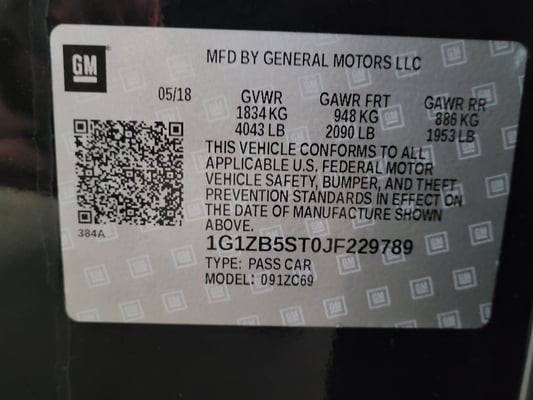 GM
MFD BY GENERAL MOTORS LLC
05/18
GVWR GAWR FRT GAWR RR
1834 KG 948 KG 886 KG
4043 LB 2090 LB 1953 LB
THIS VEHICLE CONFORMS TO ALL
APPLICABLE U.S. FEDERAL MOTOR
VEHICLE SAFETY, BUMPER, AND THEFT
PREVENTION STANDARDS IN EFFECT ON
THE DATE OF MANUFACTURE SHOWN
ABOVE.
384A
1G1ZB5ST0JF229789
TYPE: PASS CAR
MODEL: 091ZC69